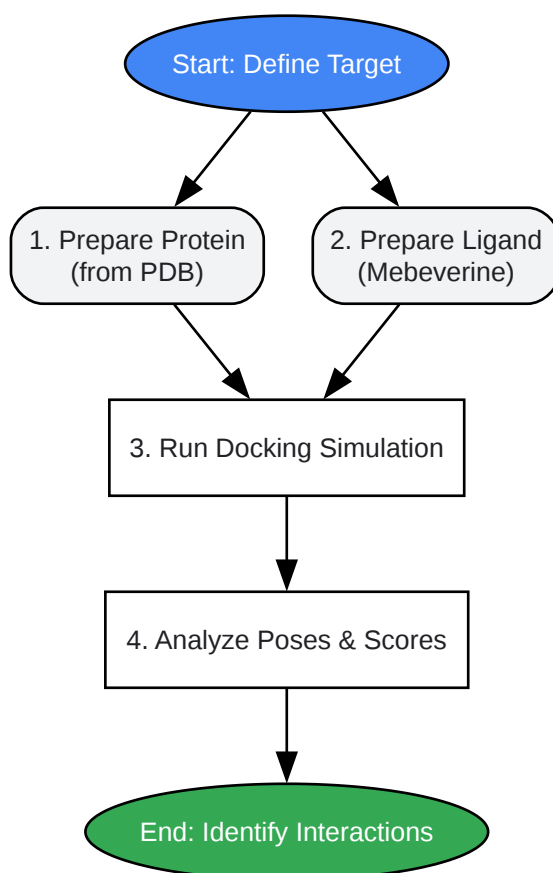 Start: Define Target
1. Prepare Protein
(from PDB)
2. Prepare Ligand
(Mebeverine)
3. Run Docking Simulation
4. Analyze Poses & Scores
End: Identify Interactions